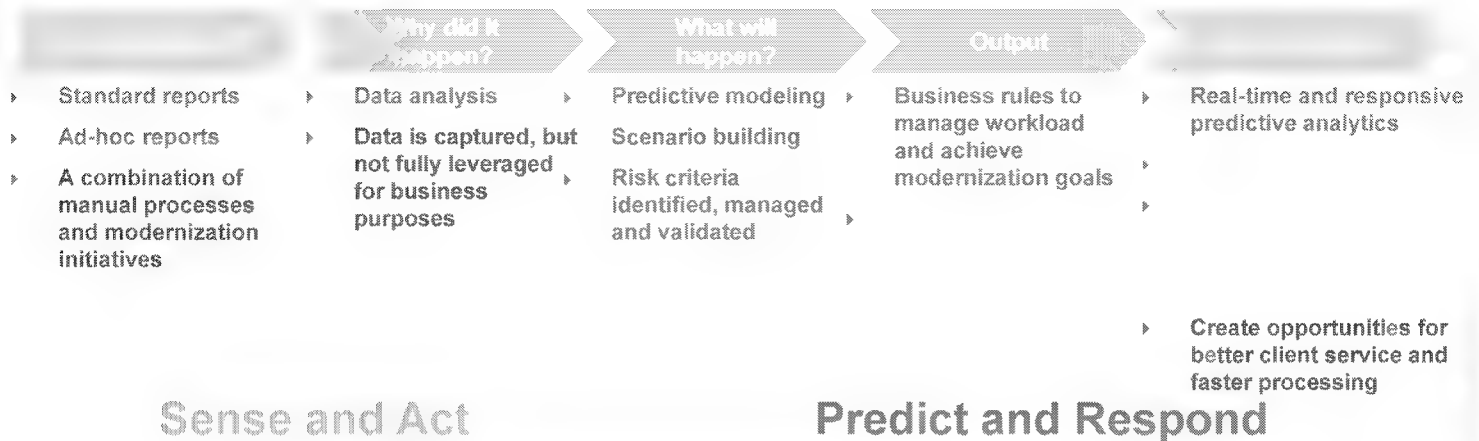 Why did it
happen?
What will
happen?
Output
Standard reports
Ad-hoc reports
A combination of
manual processes
and modernization
initiatives
Data analysis
Data is captured, but
not fully leveraged
for business
purposes
Predictive modeling
Scenario building
Risk criteria
identified, managed
and validated
Business rules to
manage workload
and achieve
modernization goals
Real-time and responsive
predictive analytics
Create opportunities for
better client service and
faster processing
Sense and Act
Predict and Respond